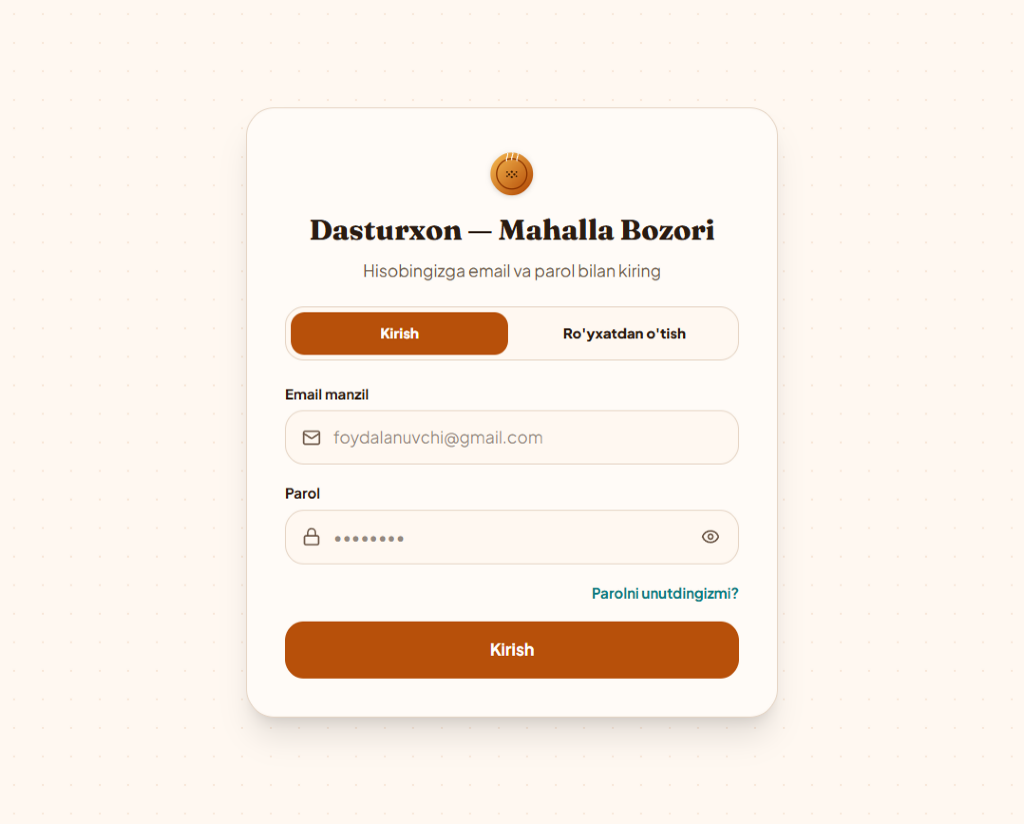 Dasturxon — Mahalla Bozori
Hisobingizga email va parol bilan kiring
Kirish
Ro'yxatdan o'tish
Email manzil
foydalanuvchi@gmail.com
Parol
••••••••
Parolni unutdingizmi?
Kirish